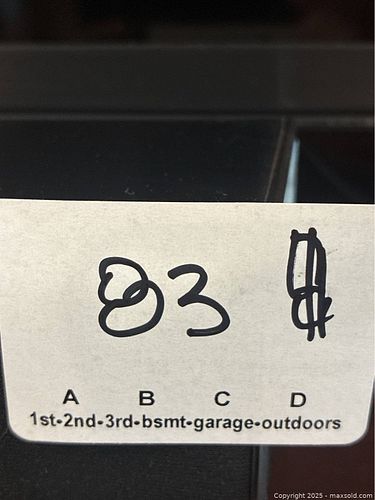 83
A B C D
1st-2nd-3rd-bsmt-garage-outdoors
Copyright 2025 - maxsold.com